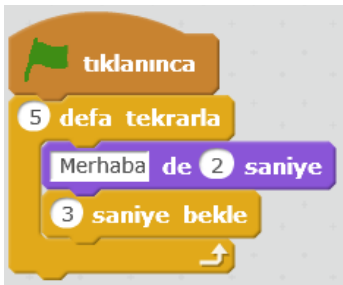 tıklanınca
5 defa tekrarla
Merhaba de 2 saniye
3 saniye bekle